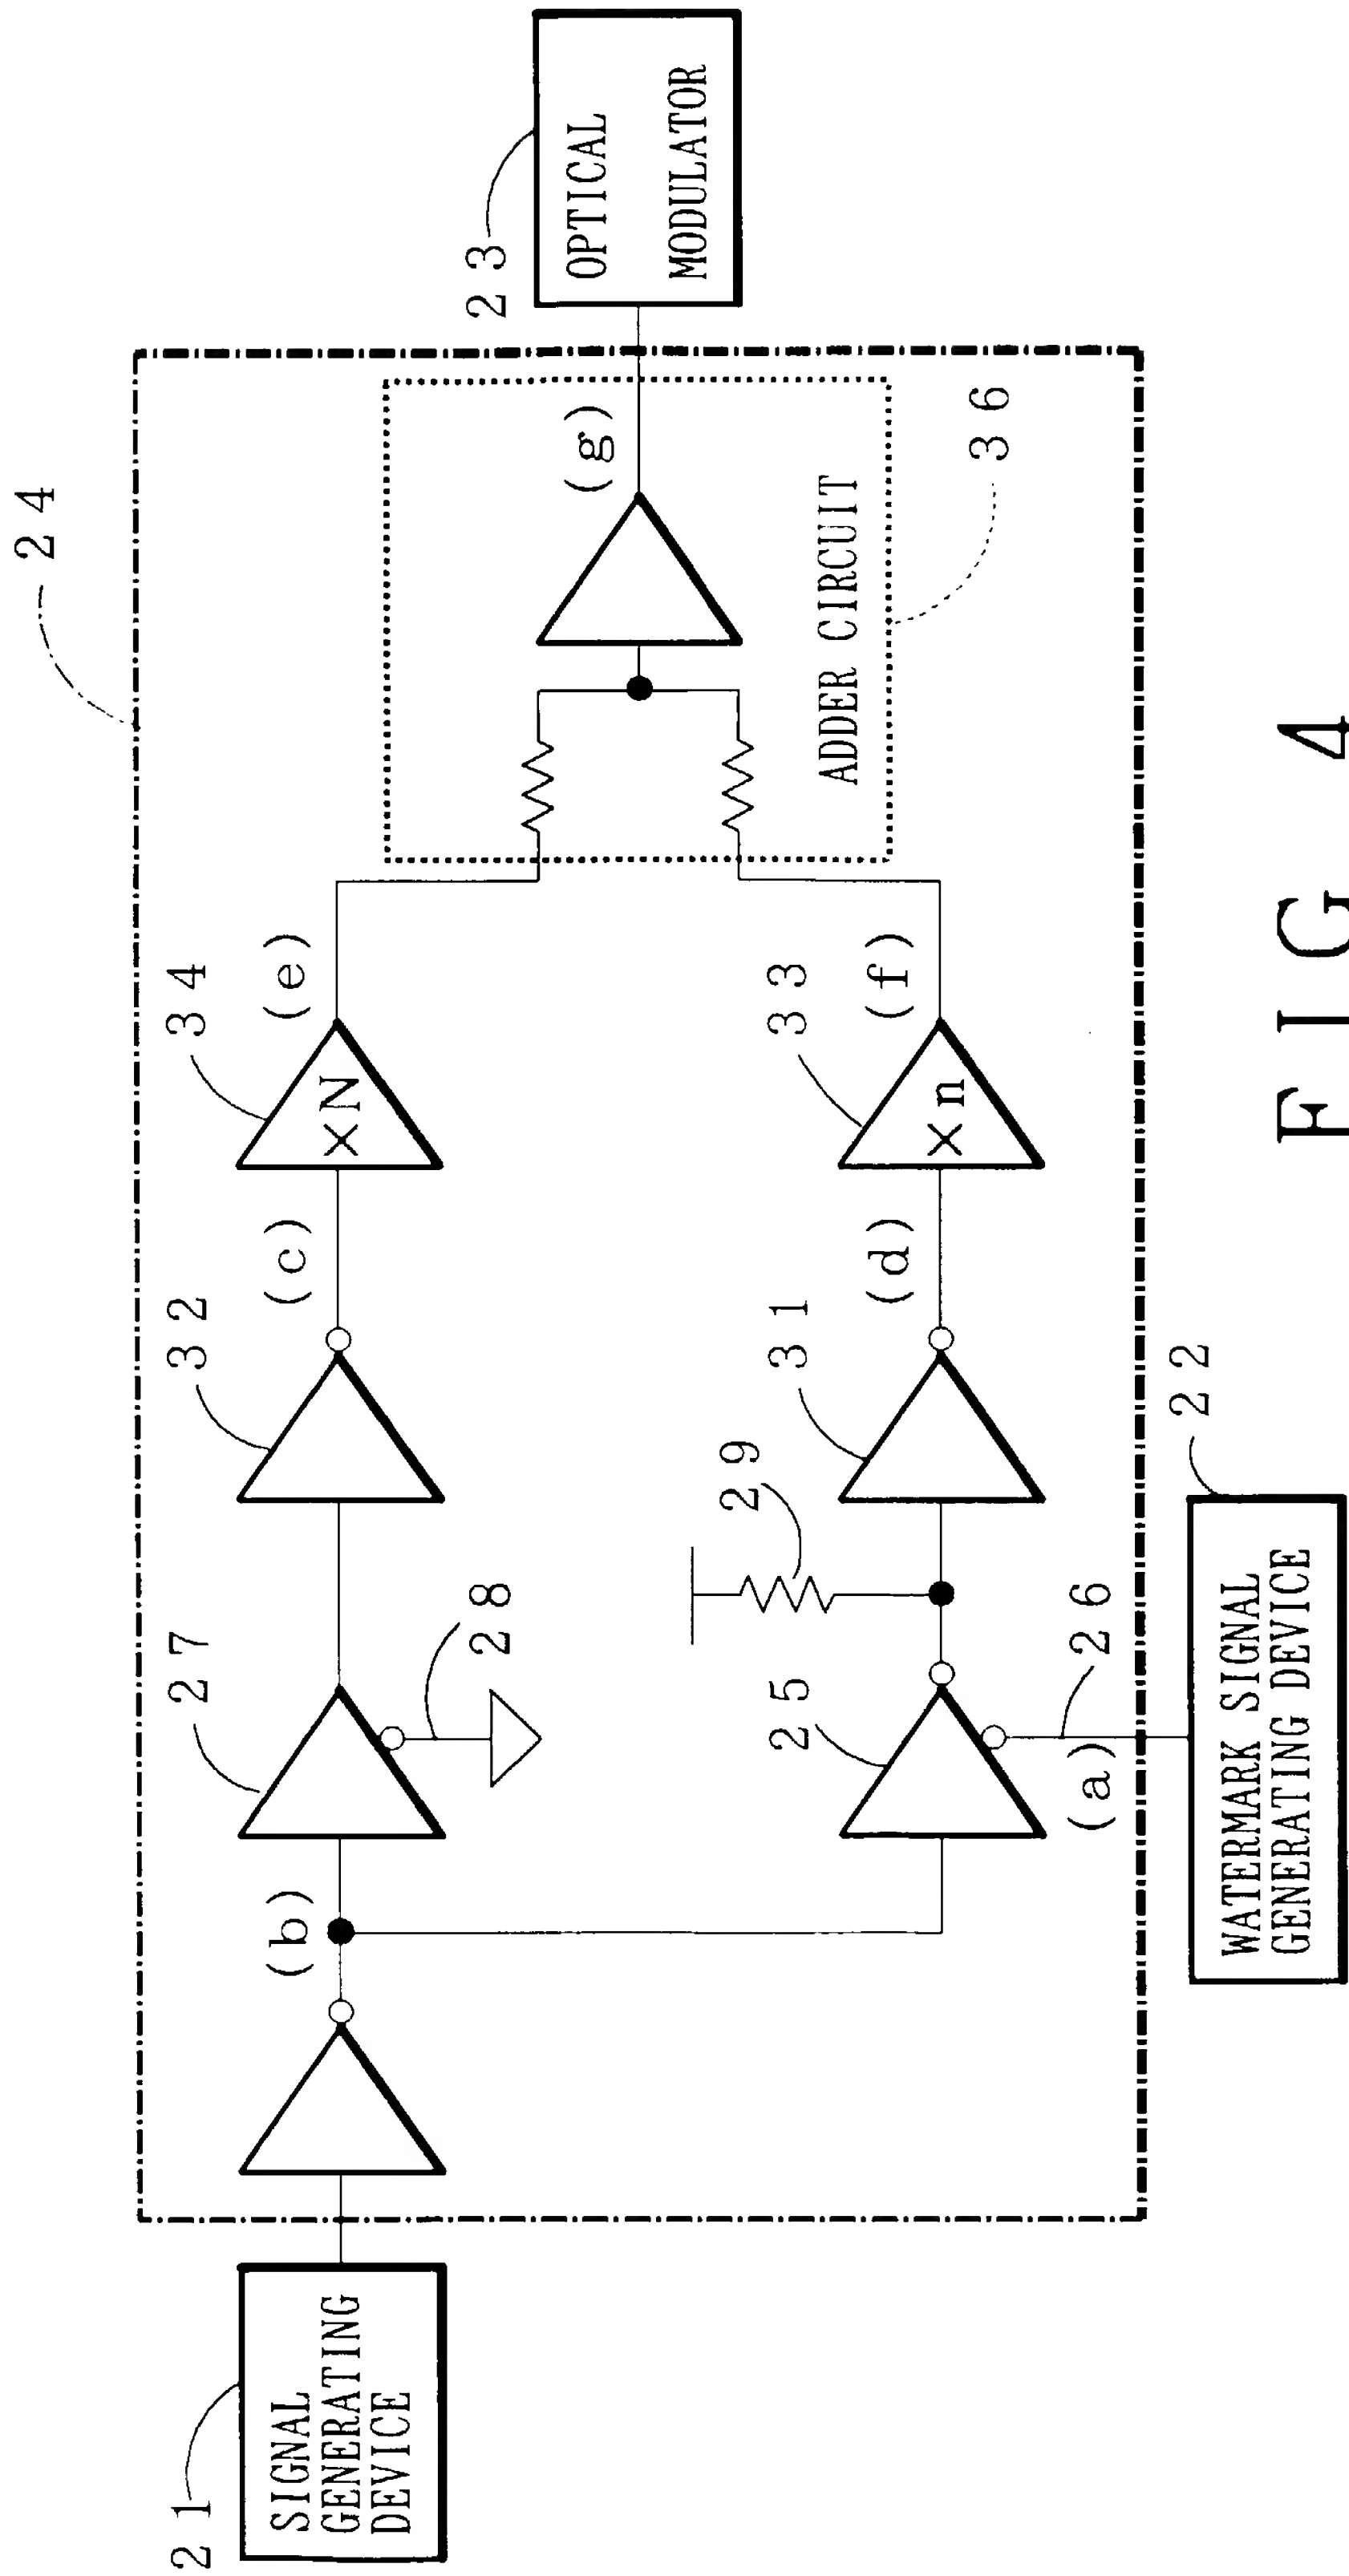 24
21
SIGNAL
GENERATING
DEVICE
(b)
27
28
32
(c)
34
×N
(e)
(g)
23
OPTICAL
MODULATOR
ADDER CIRCUIT
36
25
(a)
26
29
31
(d)
33
×n
(f)
22
WATERMARK SIGNAL
GENERATING DEVICE
FIG 4